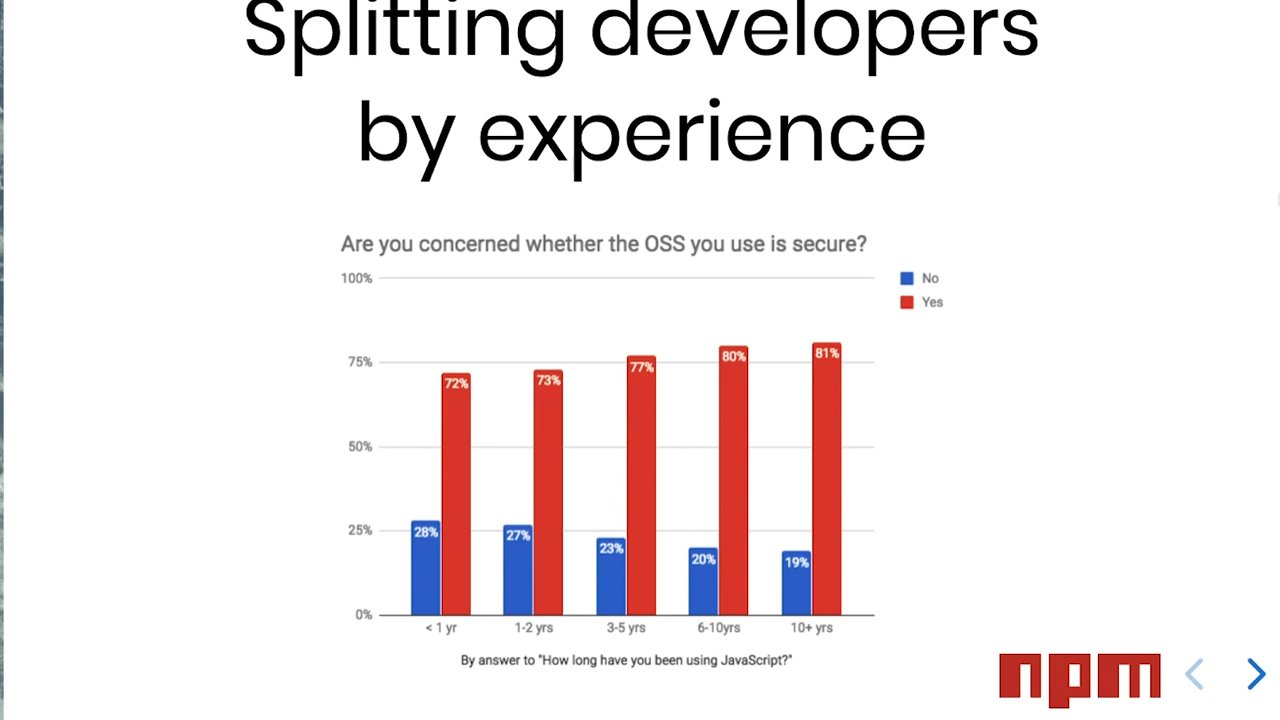 Splitting developers
by experience
Are you concerned whether the OSS you use is secure?
100%
No
Yes
75%
50%
25%
0%
28%
72%
27%
73%
23%
77%
20%
80%
19%
81%
< 1 yr
1-2 yrs
3-5 yrs
6-10yrs
10+ yrs
By answer to "How long have you been using JavaScript?"
npm